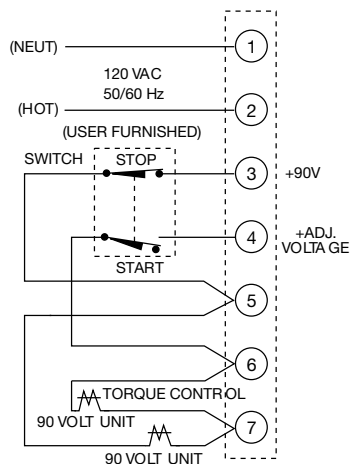 (NEUT)
1
120 VAC
50/60 Hz
(HOT)
2
(USER FURNISHED)
SWITCH
STOP
3
+90V
4
+ADJ.
VOLTAGE
START
5
6
TORQUE CONTROL
90 VOLT UNIT
7
90 VOLT UNIT